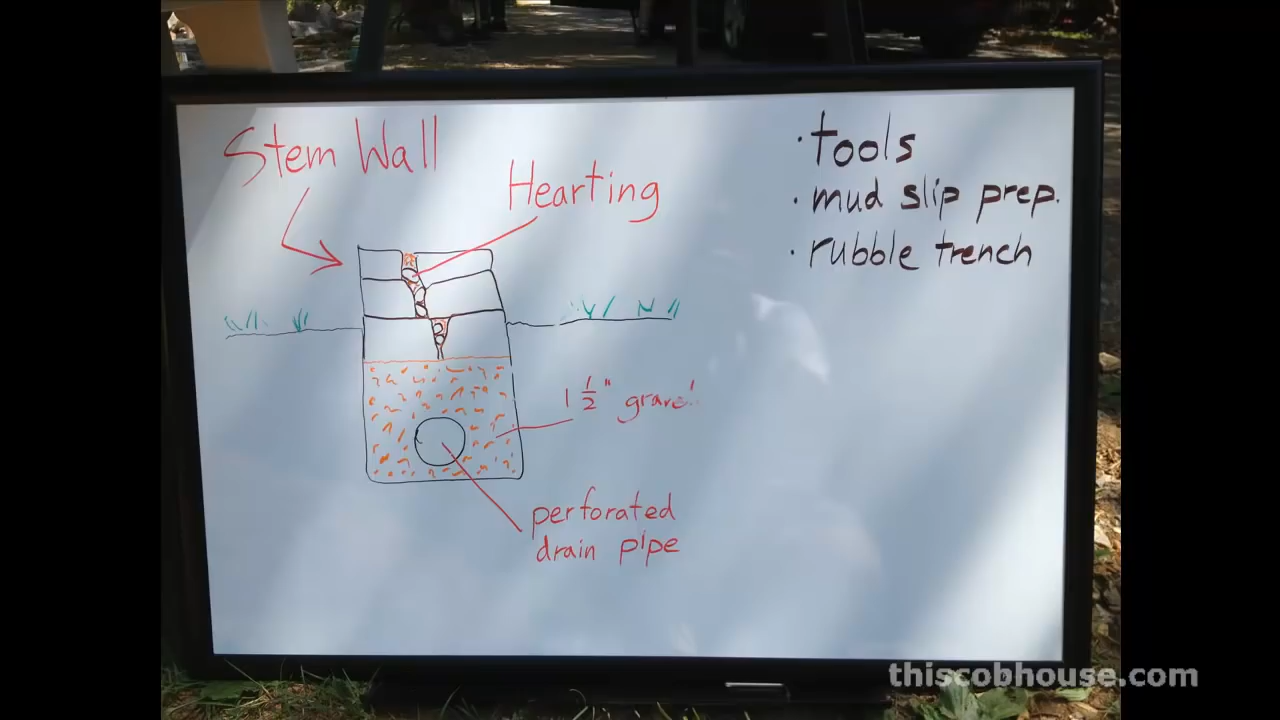 Stem Wall
Hearting
1 1/2" gravel
perforated
drain pipe
· tools
· mud slip prep.
· rubble trench
thiscobhouse.com